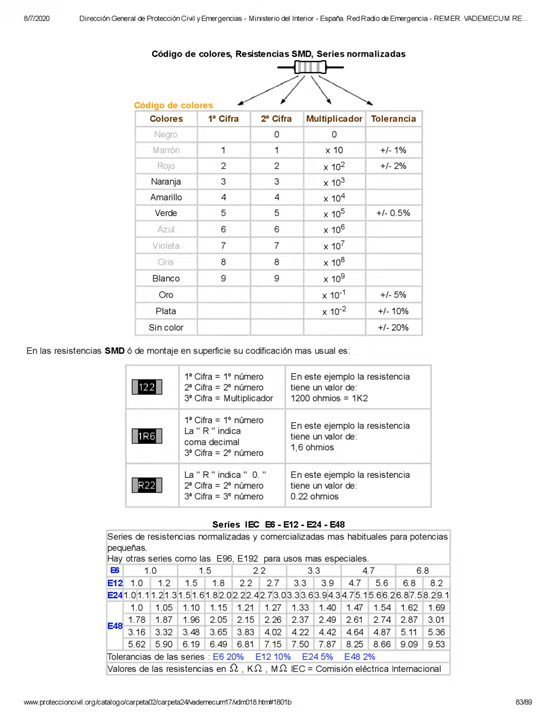 8/7/2020 Dirección General de Protección Civil y Emergencias - Ministerio del Interior - España. Red Radio de Emergencia - REMER. VADEMECUM RE...
Código de colores, Resistencias SMD, Series normalizadas
Código de colores
Colores 1ª Cifra 2ª Cifra Multiplicador Tolerancia
Negro 0 0
Marrón 1 1 x 10 +/- 1%
Rojo 2 2 x 10² +/- 2%
Naranja 3 3 x 10³
Amarillo 4 4 x 10⁴
Verde 5 5 x 10⁵ +/- 0.5%
Azul 6 6 x 10⁶
Violeta 7 7 x 10⁷
Gris 8 8 x 10⁸
Blanco 9 9 x 10⁹
Oro x 10⁻¹ +/- 5%
Plata x 10⁻² +/- 10%
Sin color +/- 20%
En las resistencias SMD ó de montaje en superficie su codificación mas usual es:
122
1ª Cifra = 1º número
2ª Cifra = 2º número
3ª Cifra = Multiplicador
En este ejemplo la resistencia
tiene un valor de:
1200 ohmios = 1K2
1R6
1ª Cifra = 1º número
La " R " indica
coma decimal
3ª Cifra = 2º número
En este ejemplo la resistencia
tiene un valor de:
1,6 ohmios
R22
La " R " indica " 0. "
2ª Cifra = 2º número
3ª Cifra = 3º número
En este ejemplo la resistencia
tiene un valor de:
0.22 ohmios
Series IEC E6 - E12 - E24 - E48
Series de resistencias normalizadas y comercializadas mas habituales para potencias
pequeñas.
Hay otras series como las E96, E192 para usos mas especiales.
E6 1.0 1.5 2.2 3.3 4.7 6.8
E12 1.0 1.2 1.5 1.8 2.2 2.7 3.3 3.9 4.7 5.6 6.8 8.2
E24 1.0 1.1 1.2 1.3 1.5 1.6 1.8 2.0 2.2 2.4 2.7 3.0 3.3 3.6 3.9 4.3 4.7 5.1 5.6 6.2 6.8 7.5 8.2 9.1
E48
1.0 1.05 1.10 1.15 1.21 1.27 1.33 1.40 1.47 1.54 1.62 1.69
1.78 1.87 1.96 2.05 2.15 2.26 2.37 2.49 2.61 2.74 2.87 3.01
3.16 3.32 3.48 3.65 3.83 4.02 4.22 4.42 4.64 4.87 5.11 5.36
5.62 5.90 6.19 6.49 6.81 7.15 7.50 7.87 8.25 8.66 9.09 9.53
Tolerancias de las series : E6 20% E12 10% E24 5% E48 2%
Valores de las resistencias en Ω , KΩ , MΩ IEC = Comisión eléctrica Internacional
www.proteccioncivil.org/catalogo/carpeta02/carpeta24/vademecum17/vdm018.htm#1801b 83/89